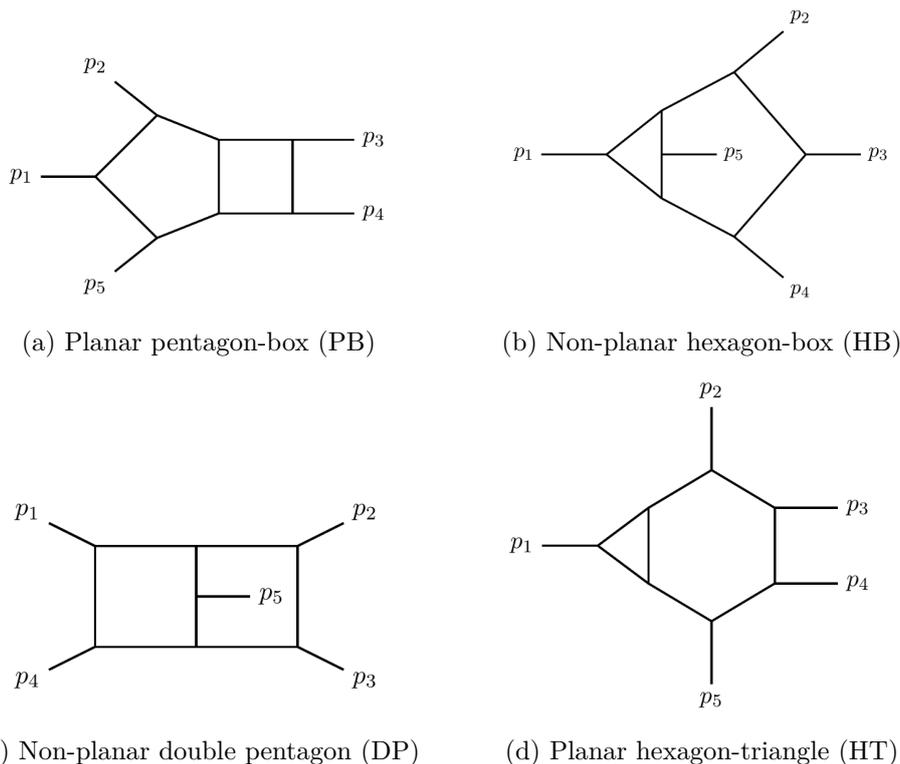 p2
p1
p3
p4
p5
(a) Planar pentagon-box (PB)
p2
p1
p5
p3
p4
(b) Non-planar hexagon-box (HB)
p1
p2
p5
p4
p3
) Non-planar double pentagon (DP)
p2
p3
p1
p4
p5
(d) Planar hexagon-triangle (HT)